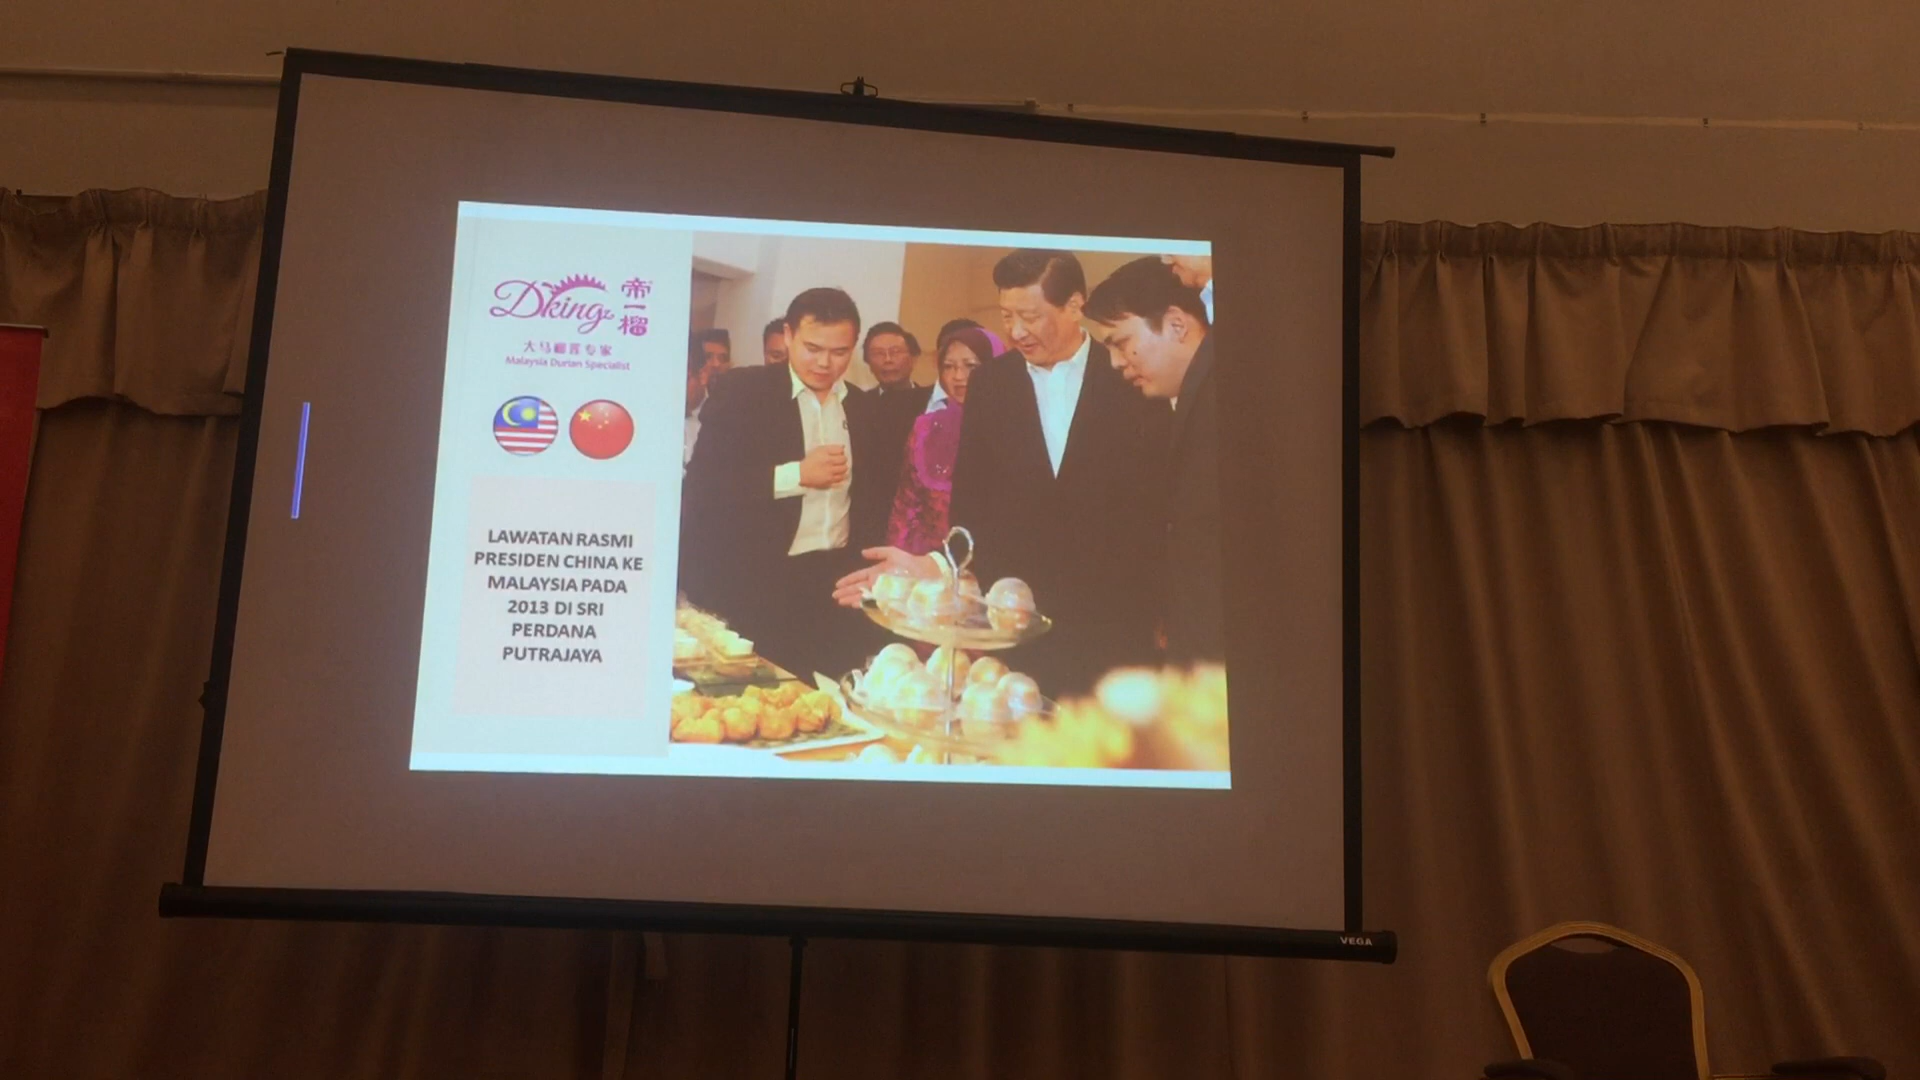 Dking
帝一榴
大马榴莲专家
Malaysia Durian Specialist
LAWATAN RASMI
PRESIDEN CHINA KE
MALAYSIA PADA
2013 DI SRI
PERDANA
PUTRAJAYA
VEGA